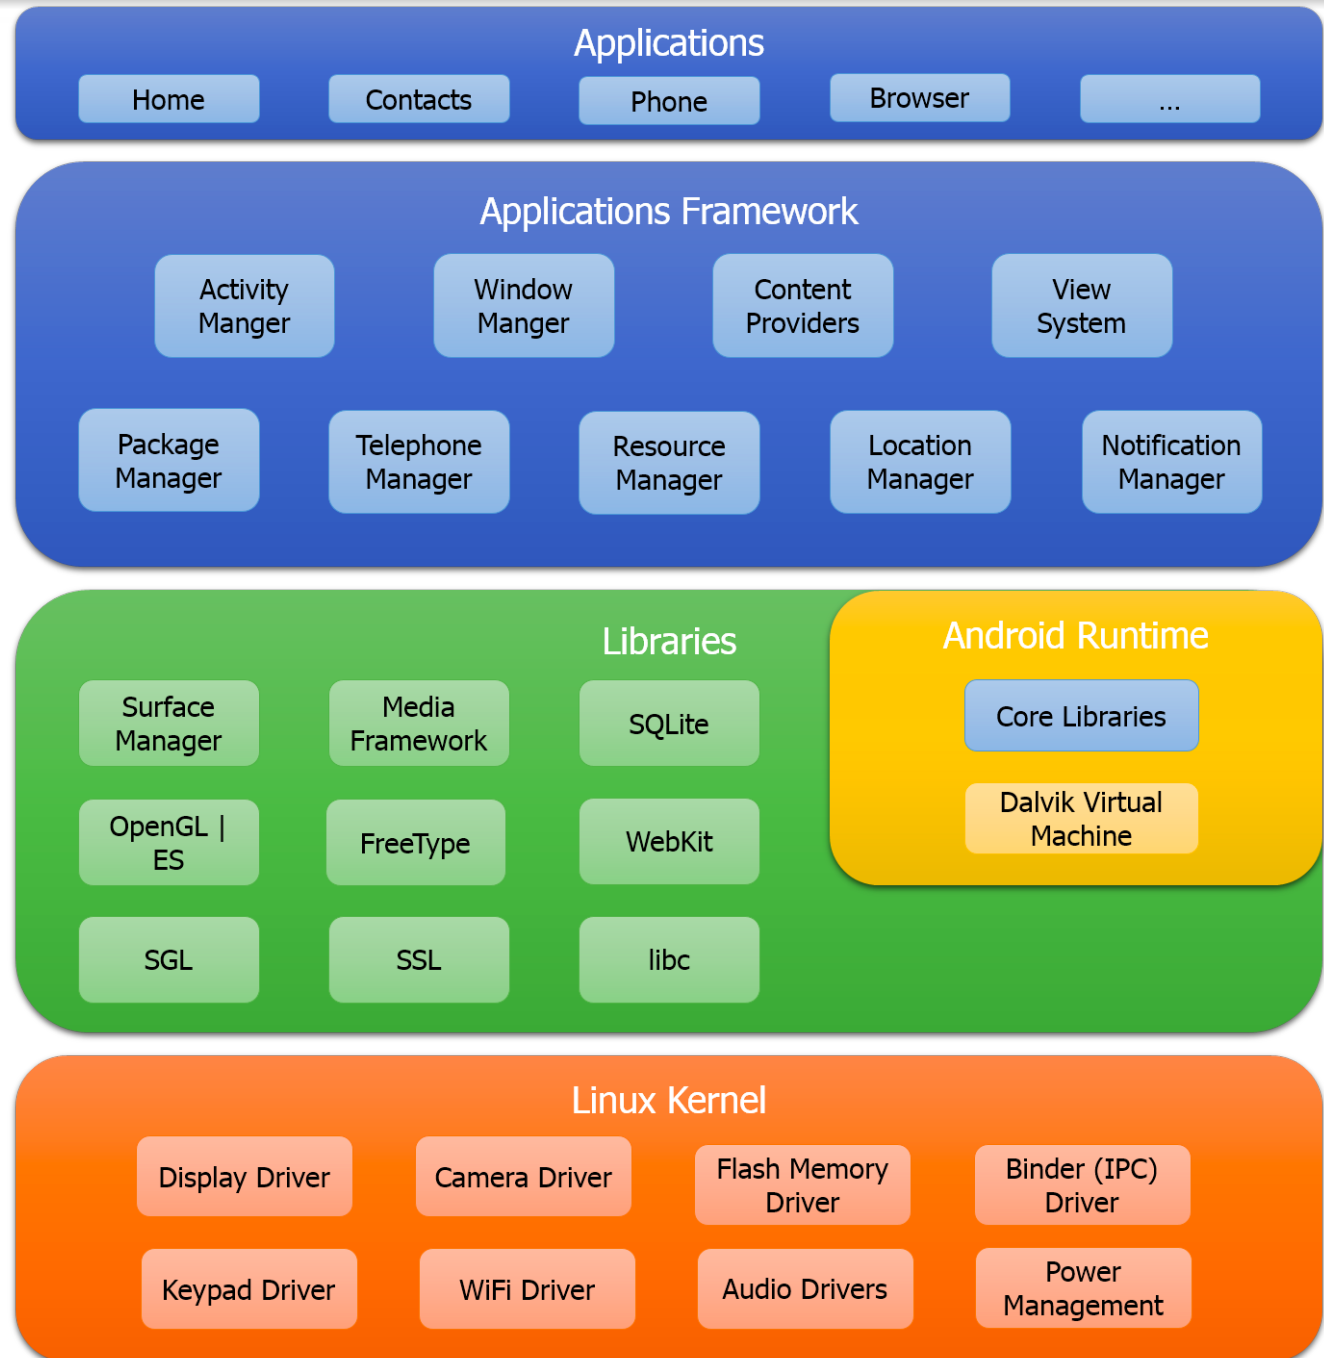 Applications
Home
Contacts
Phone
Browser
...
Applications Framework
Activity
Manger
Window
Manger
Content
Providers
View
System
Package
Manager
Telephone
Manager
Resource
Manager
Location
Manager
Notification
Manager
Libraries
Surface
Manager
Media
Framework
SQLite
OpenGL |
ES
FreeType
WebKit
SGL
SSL
libc
Android Runtime
Core Libraries
Dalvik Virtual
Machine
Linux Kernel
Display Driver
Camera Driver
Flash Memory
Driver
Binder (IPC)
Driver
Keypad Driver
WiFi Driver
Audio Drivers
Power
Management